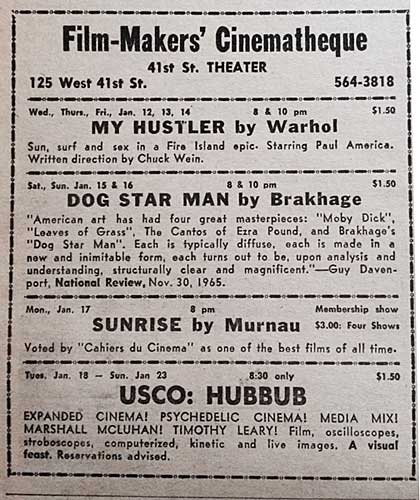 Film-Makers' Cinematheque
41st St. THEATER
125 West 41st St. 564-3818
Wed., Thurs., Fri., Jan. 12, 13, 14 8 & 10 pm $1.50
MY HUSTLER by Warhol
Sun, surf and sex in a Fire Island epic. Starring Paul America.
Written direction by Chuck Wein.
Sat., Sun. Jan. 15 & 16 8 & 10 pm $1.50
DOG STAR MAN by Brakhage
"American art has had four great masterpieces: "Moby Dick",
"Leaves of Grass", The Cantos of Ezra Pound, and Brakhage's
"Dog Star Man". Each is typically diffuse, each is made in a
new and inimitable form, each turns out to be, upon analysis and
understanding, structurally clear and magnificent."—Guy Daven-
port, National Review, Nov. 30, 1965.
Mon., Jan. 17 8 pm Membership show
SUNRISE by Murnau $3.00: Four Shows
Voted by "Cahiers du Cinema" as one of the best films of all time.
Tues. Jan. 18 — Sun. Jan 23 8:30 only $1.50
USCO: HUBBUB
EXPANDED CINEMA! PSYCHEDELIC CINEMA! MEDIA MIX!
MARSHALL MCLUHAN! TIMOTHY LEARY! Film, oscilloscopes,
stroboscopes, computerized, kinetic and live images. A visual
feast. Reservations advised.